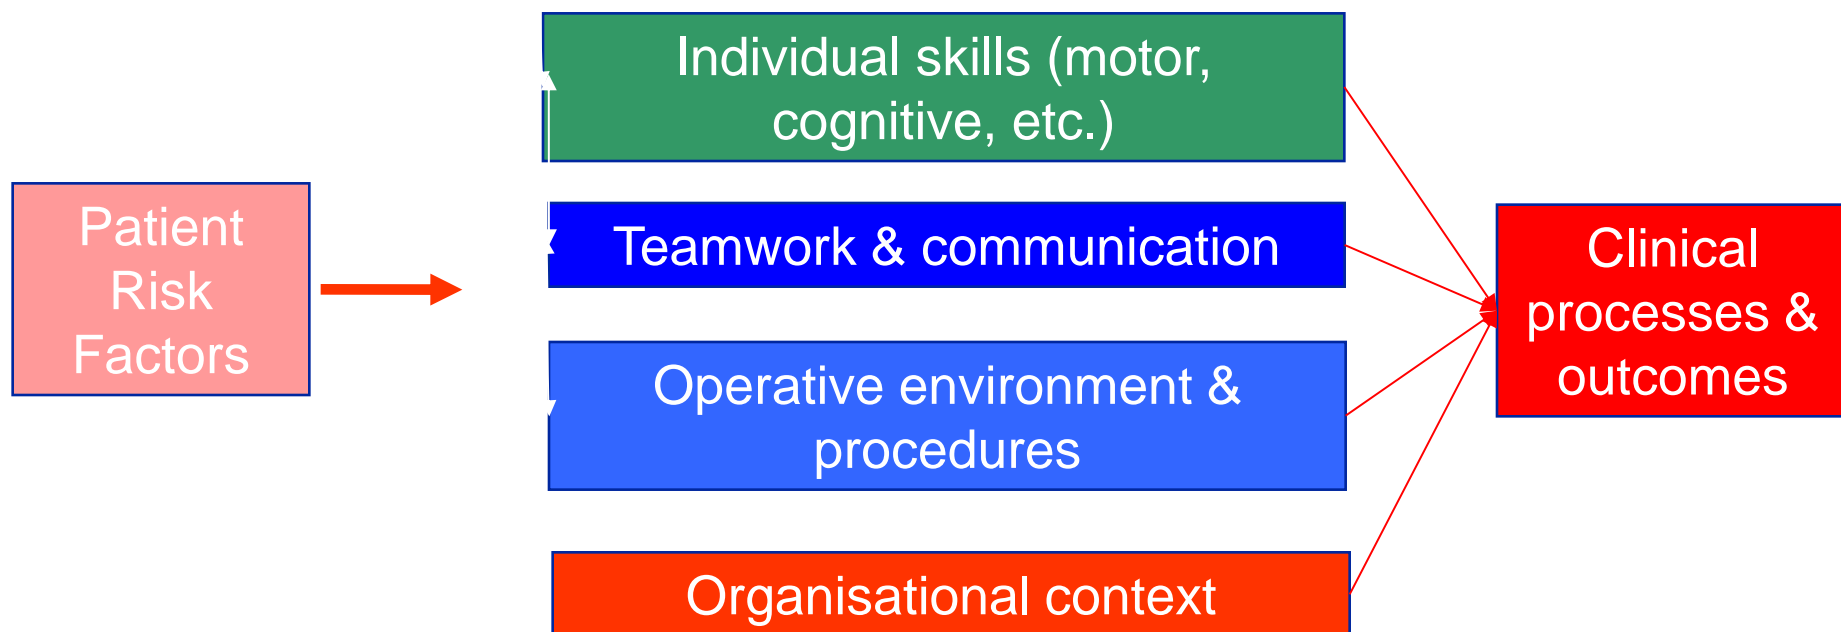 Individual skills (motor,
cognitive, etc.)
Patient
Risk
Factors
Teamwork & communication
Clinical
processes &
outcomes
Operative environment &
procedures
Organisational context